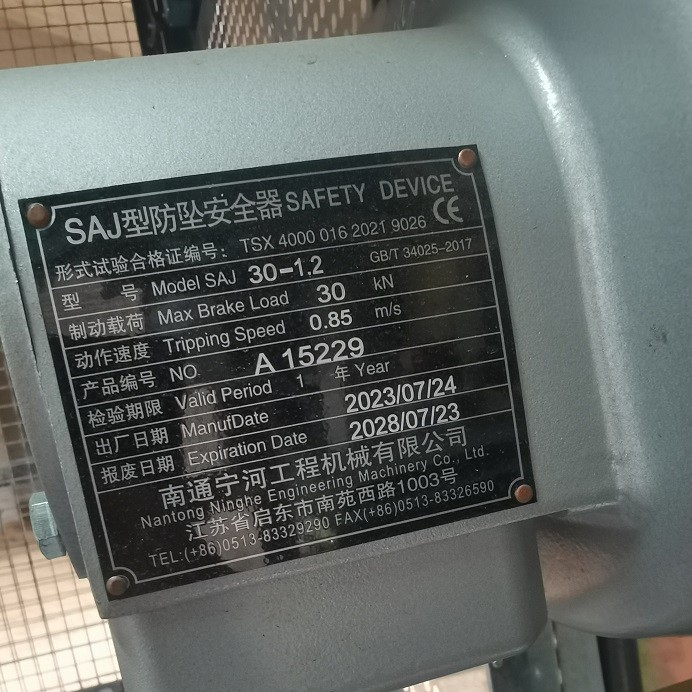 SAJ型防坠安全器 SAFETY DEVICE
形式试验合格证编号: TSX 4000 016 2021 9026 CE
型 号 Model SAJ 30-1.2 GB/T 34025-2017
制动载荷 Max Brake Load 30 kN
动作速度 Tripping Speed 0.85 m/s
产品编号 NO. A 15229
检验期限 Valid Period 1 年 Year
出厂日期 ManufDate 2023/07/24
报废日期 Expiration Date 2028/07/23
南通宁河工程机械有限公司
Nantong Ninghe Engineering Machinery Co., Ltd.
江苏省启东市南苑西路1003号
TEL:(+86)0513-83329290 FAX(+86)0513-83326590